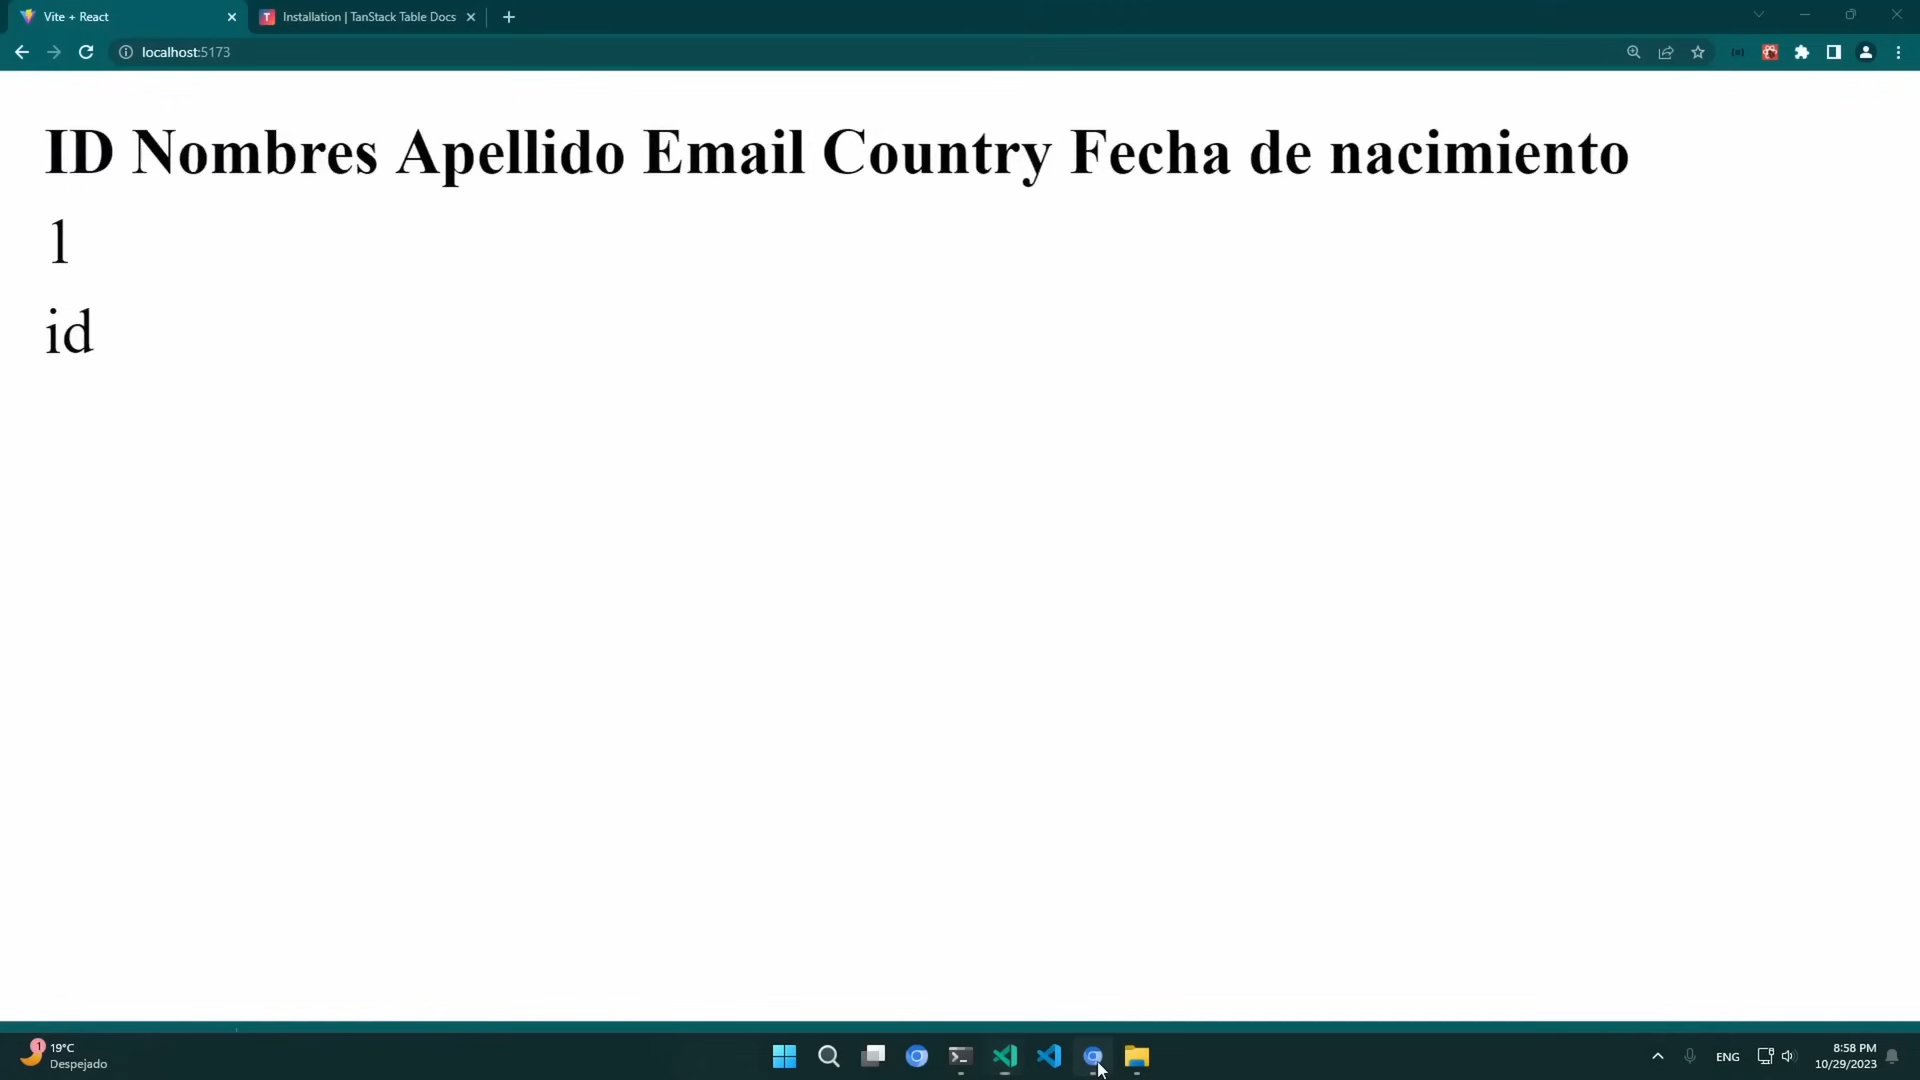 Vite + React
Installation | TanStack Table Docs
localhost:5173
ID Nombres Apellido Email Country Fecha de nacimiento
1
id
1
19°C
Despejado
ENG
8:58 PM
10/29/2023